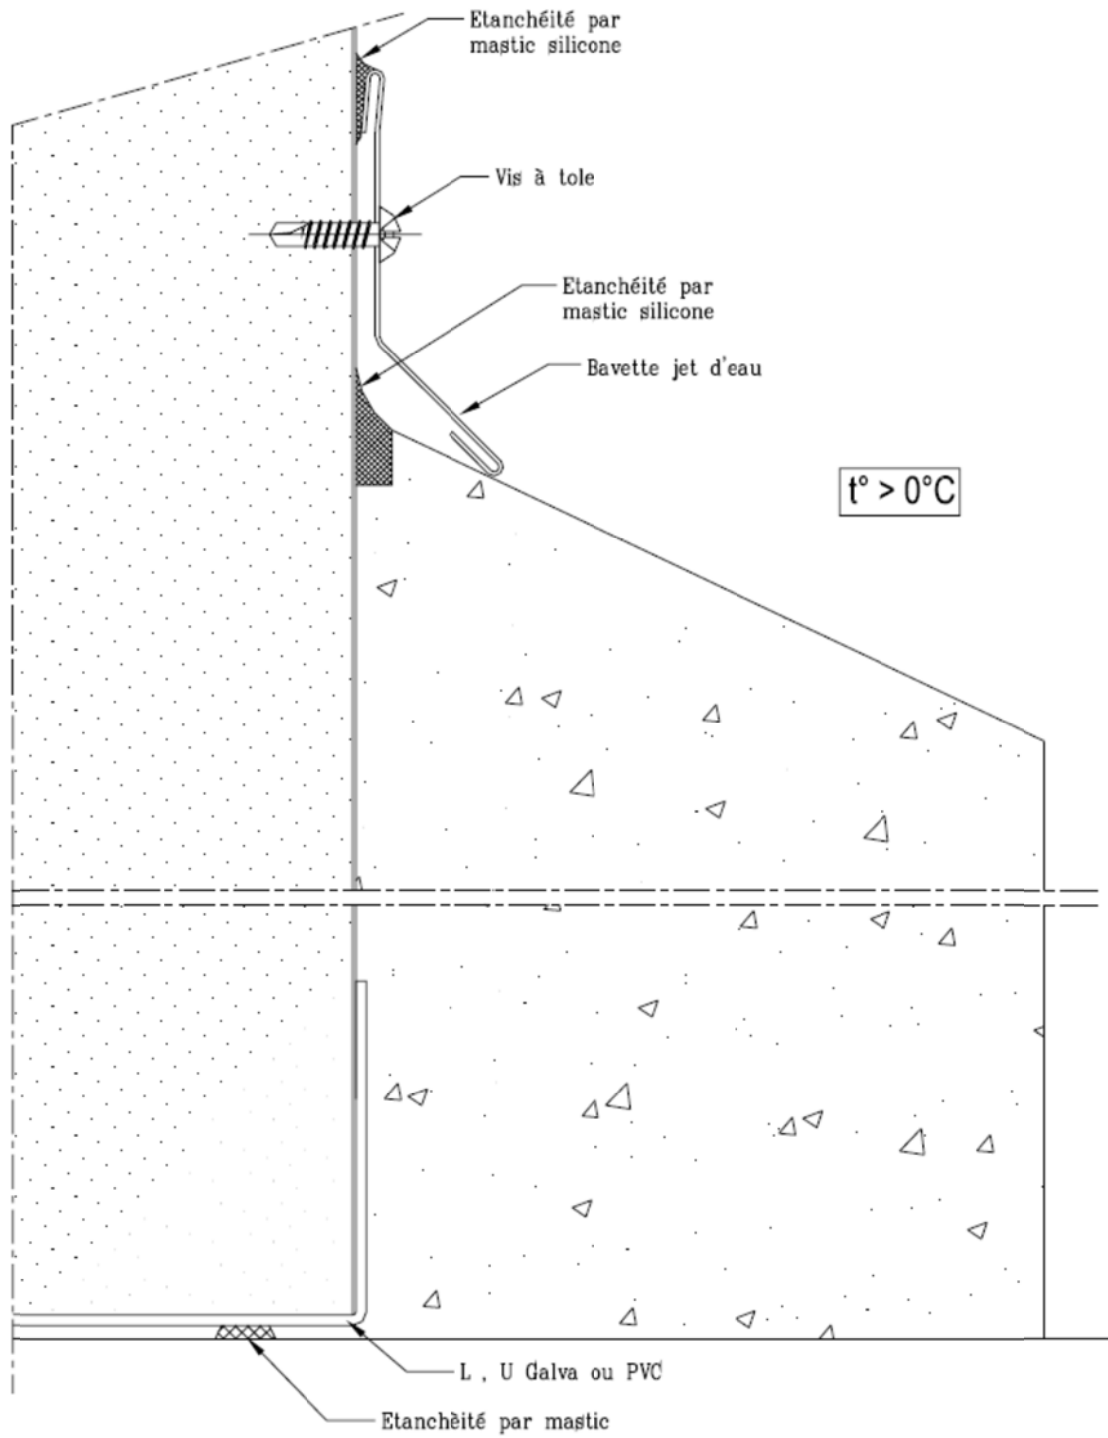 Etanchéité par
mastic silicone
Vis à tole
Etanchéité par
mastic silicone
Bavette jet d'eau
t° > 0°C
L , U Galva ou PVC
Etanchèité par mastic